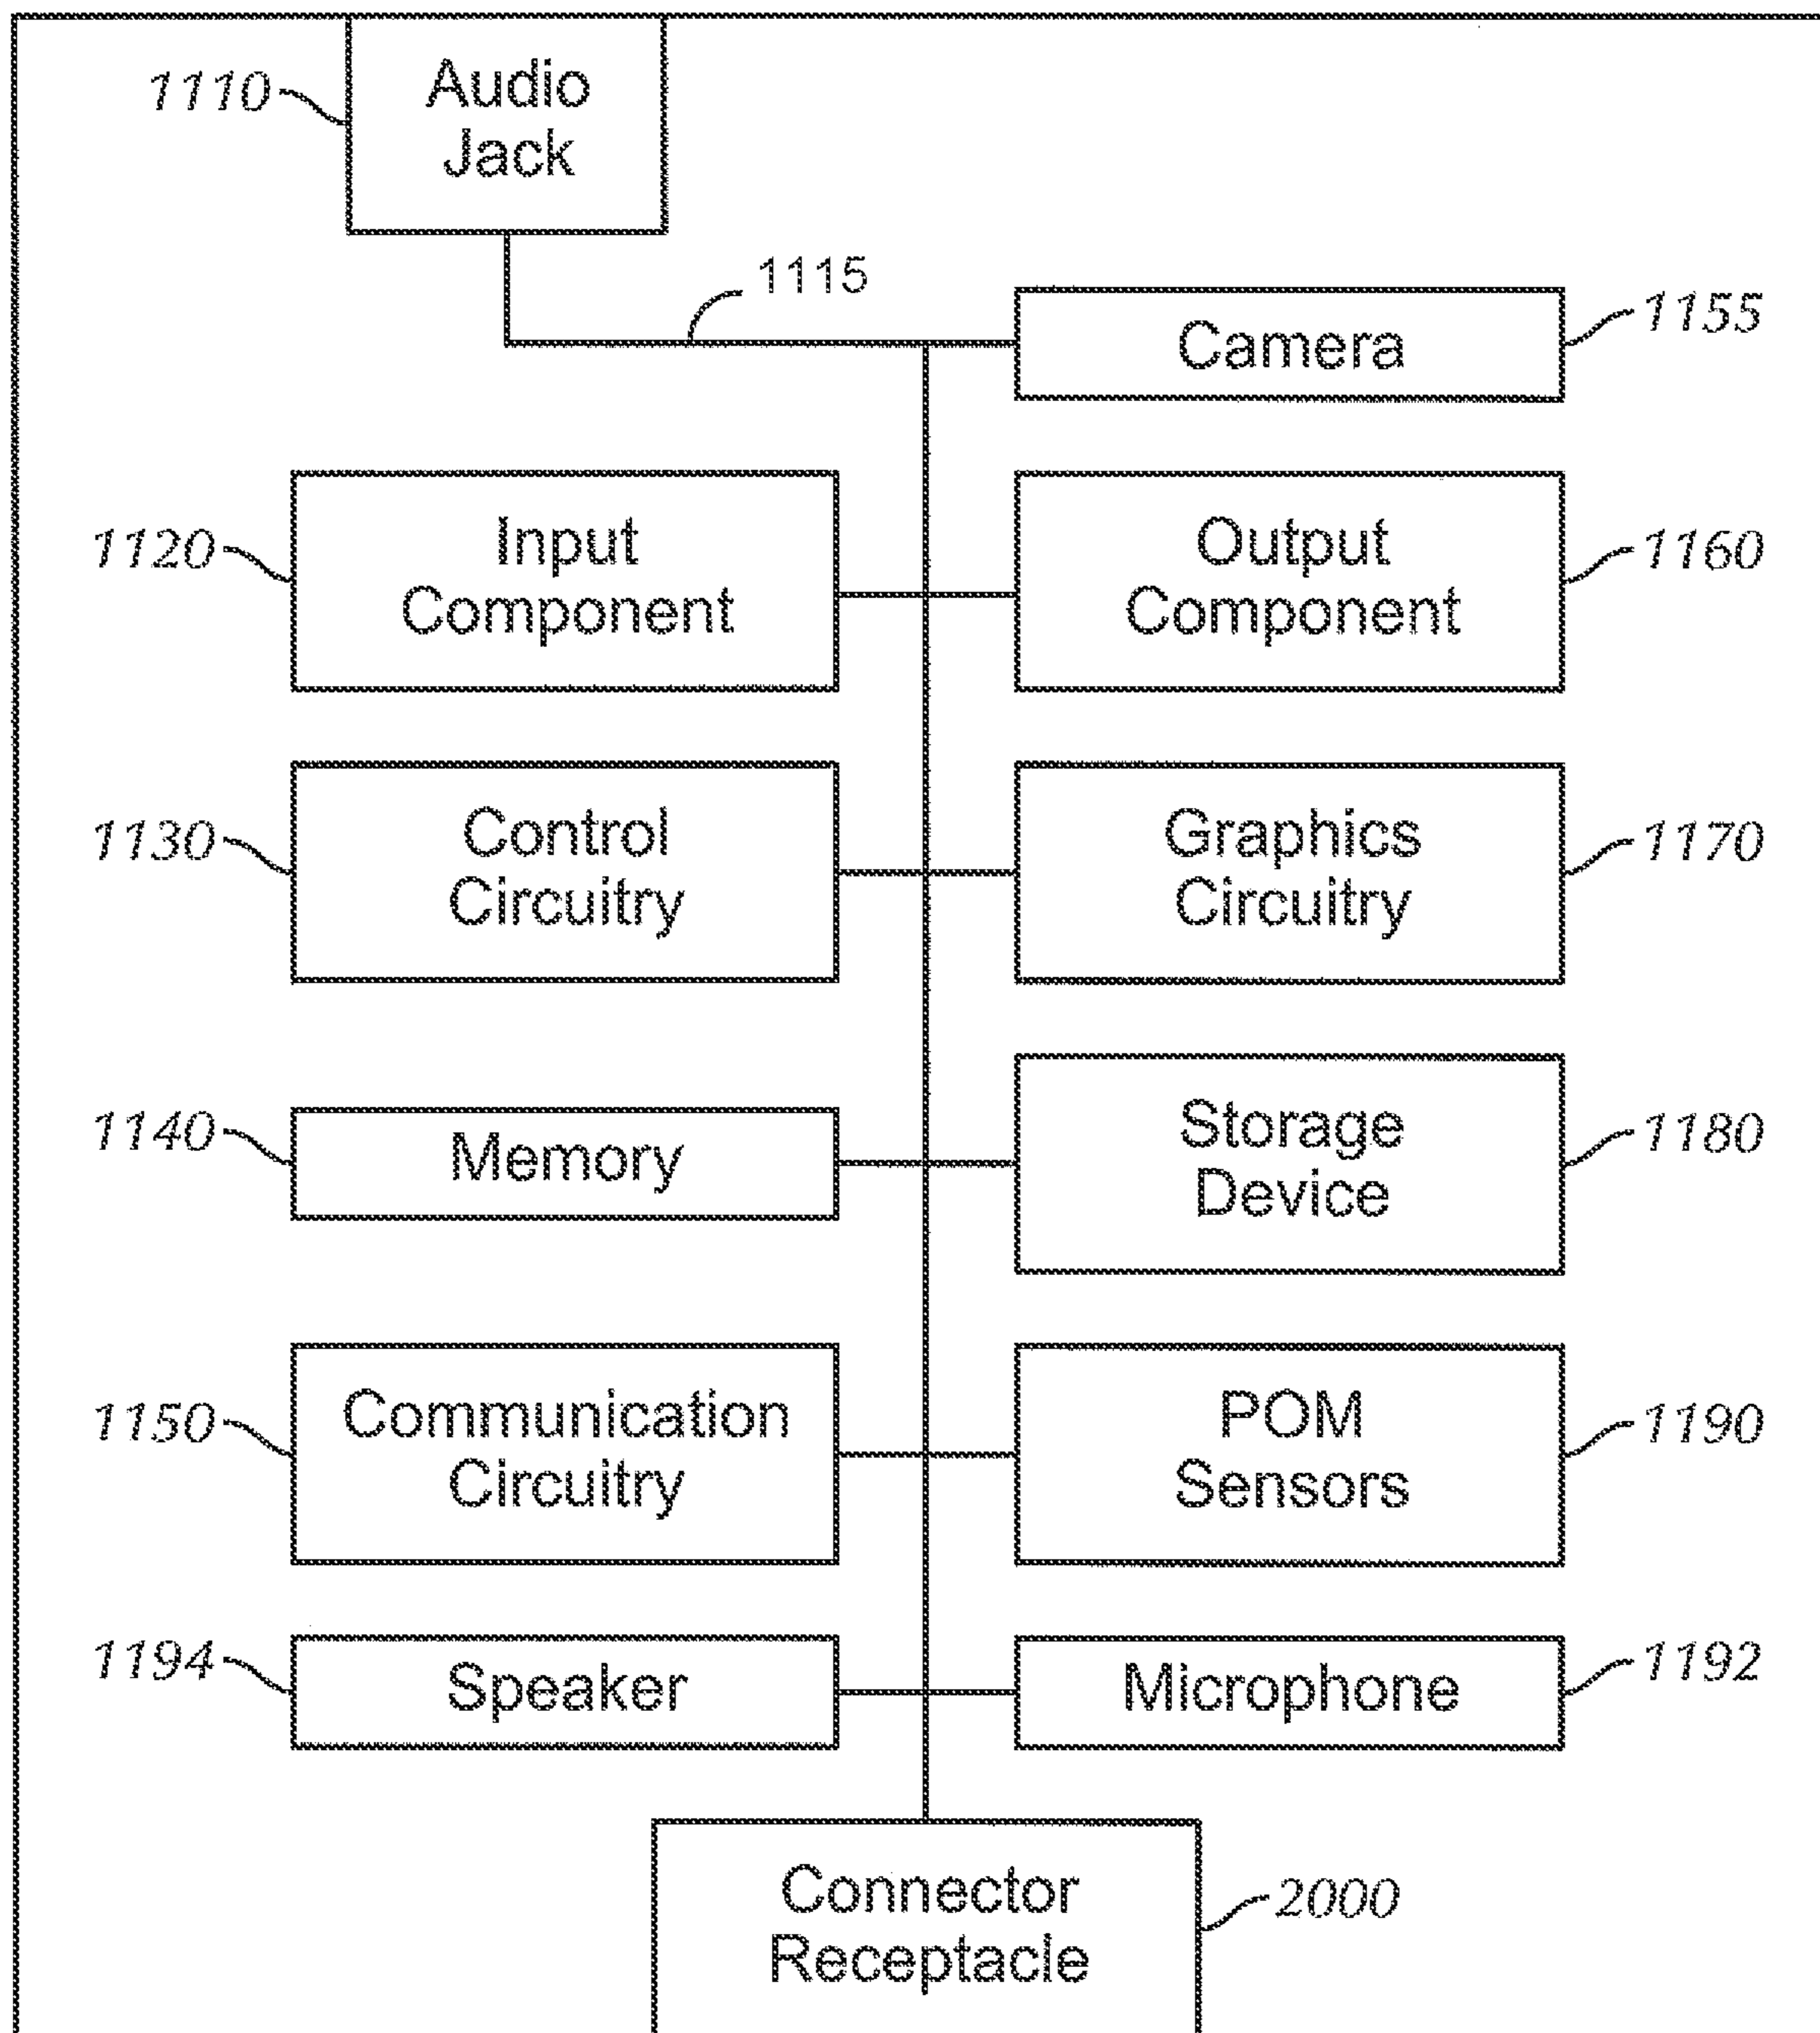 1110
Audio
Jack
1115
Camera
1155
1120
Input
Component
Output
Component
1160
1130
Control
Circuitry
Graphics
Circuitry
1170
1140
Memory
Storage
Device
1180
1150
Communication
Circuitry
POM
Sensors
1190
1194
Speaker
Microphone
1192
Connector
Receptacle
2000